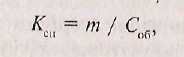 Kсп = m / Cоб,